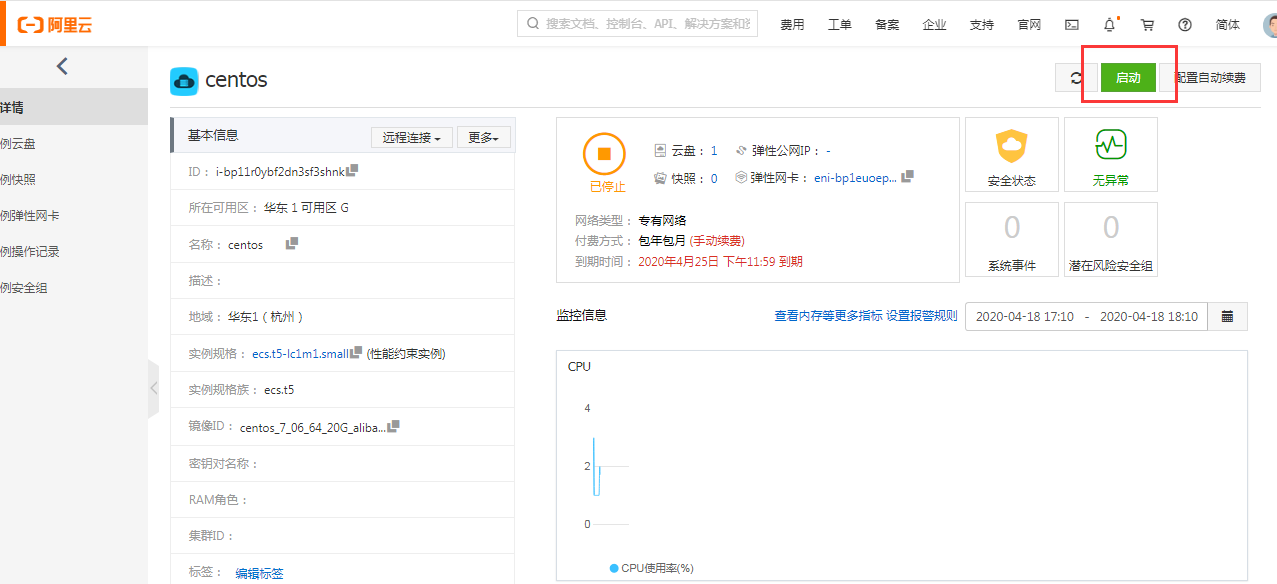 阿里云
搜索文档、控制台、API、解决方案和资
费用 工单 备案 企业 支持 官网 简体
详情
例云盘
例快照
例弹性网卡
例操作记录
例安全组
centos
启动 配置自动续费
基本信息 远程连接 更多
ID： i-bp11r0ybf2dn3sf3shnk
所在可用区： 华东 1 可用区 G
名称： centos
描述：
地域： 华东1（杭州）
实例规格： ecs.t5-lc1m1.small (性能约束实例)
实例规格族： ecs.t5
镜像ID： centos_7_06_64_20G_aliba...
密钥对名称：
RAM角色：
集群ID：
标签： 编辑标签
已停止
云盘： 1 弹性公网IP： -
快照： 0 弹性网卡： eni-bp1euoep...
网络类型： 专有网络
付费方式： 包年包月 (手动续费)
到期时间： 2020年4月25日 下午11:59 到期
安全状态
无异常
0
系统事件
0
潜在风险安全组
监控信息 查看内存等更多指标 设置报警规则 2020-04-18 17:10 - 2020-04-18 18:10
CPU
4
2
0
CPU使用率(%)